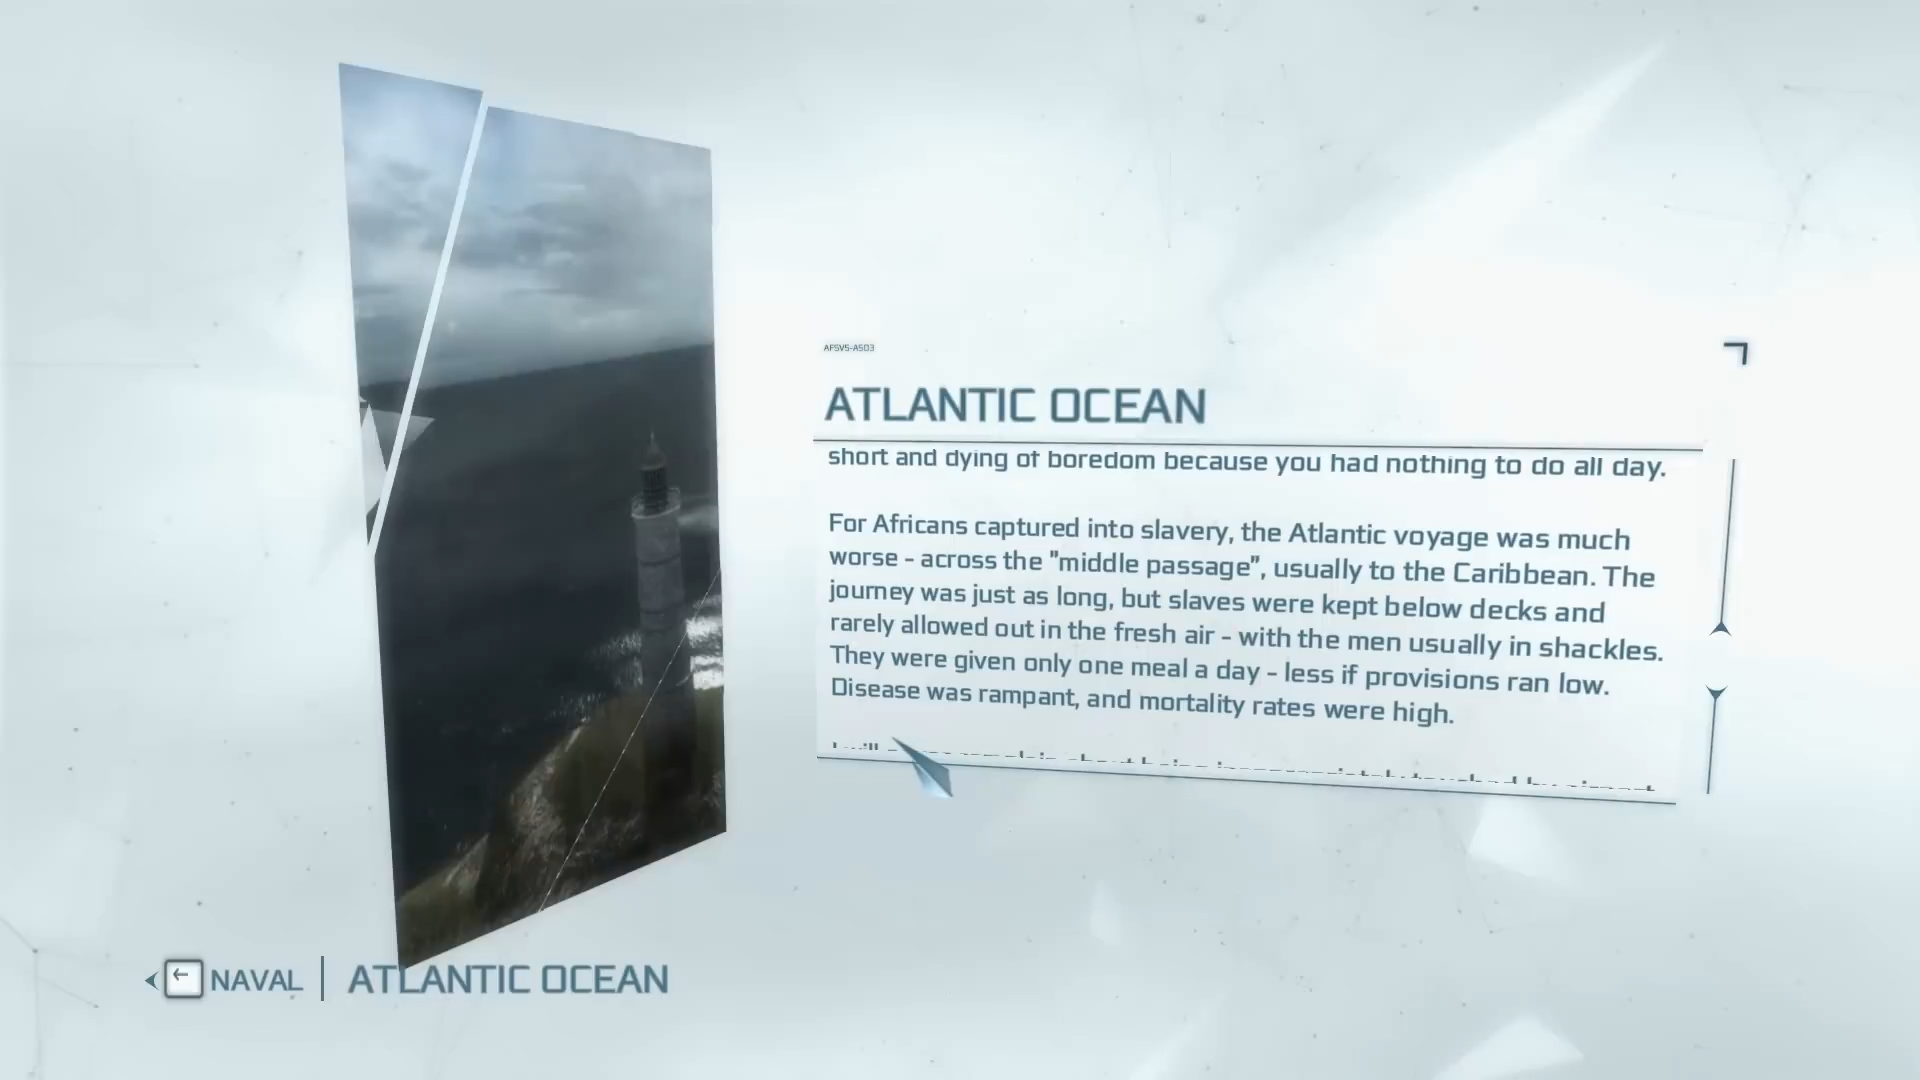 AFSVS-AS03
ATLANTIC OCEAN
short and dying of boredom because you had nothing to do all day.
For Africans captured into slavery, the Atlantic voyage was much
worse - across the "middle passage", usually to the Caribbean. The
journey was just as long, but slaves were kept below decks and
rarely allowed out in the fresh air - with the men usually in shackles.
They were given only one meal a day - less if provisions ran low.
Disease was rampant, and mortality rates were high.
I will
NAVAL
ATLANTIC OCEAN